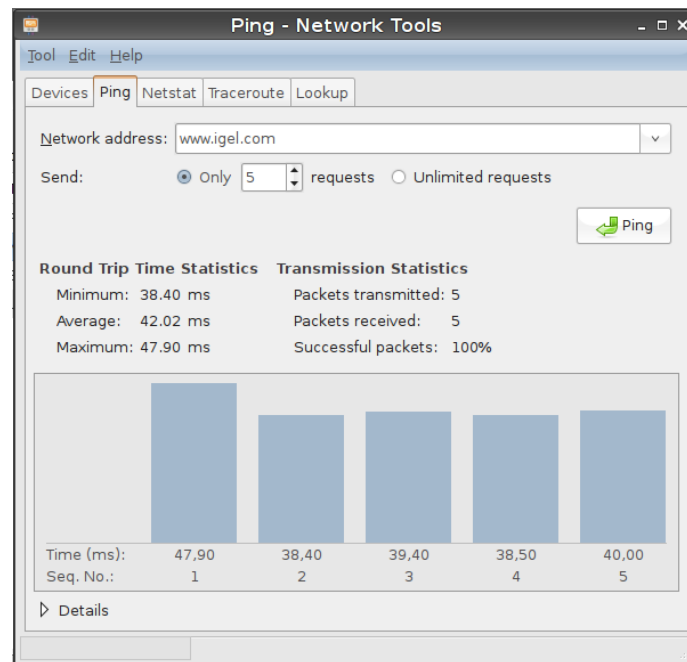 Ping - Network Tools
Tool Edit Help
Devices Ping Netstat Traceroute Lookup
Network address: www.igel.com
Send: Only 5 requests Unlimited requests
Ping
Round Trip Time Statistics Transmission Statistics
Minimum: 38.40 ms Packets transmitted: 5
Average: 42.02 ms Packets received: 5
Maximum: 47.90 ms Successful packets: 100%
Time (ms): 47,90 38,40 39,40 38,50 40,00
Seq. No.: 1 2 3 4 5
Details